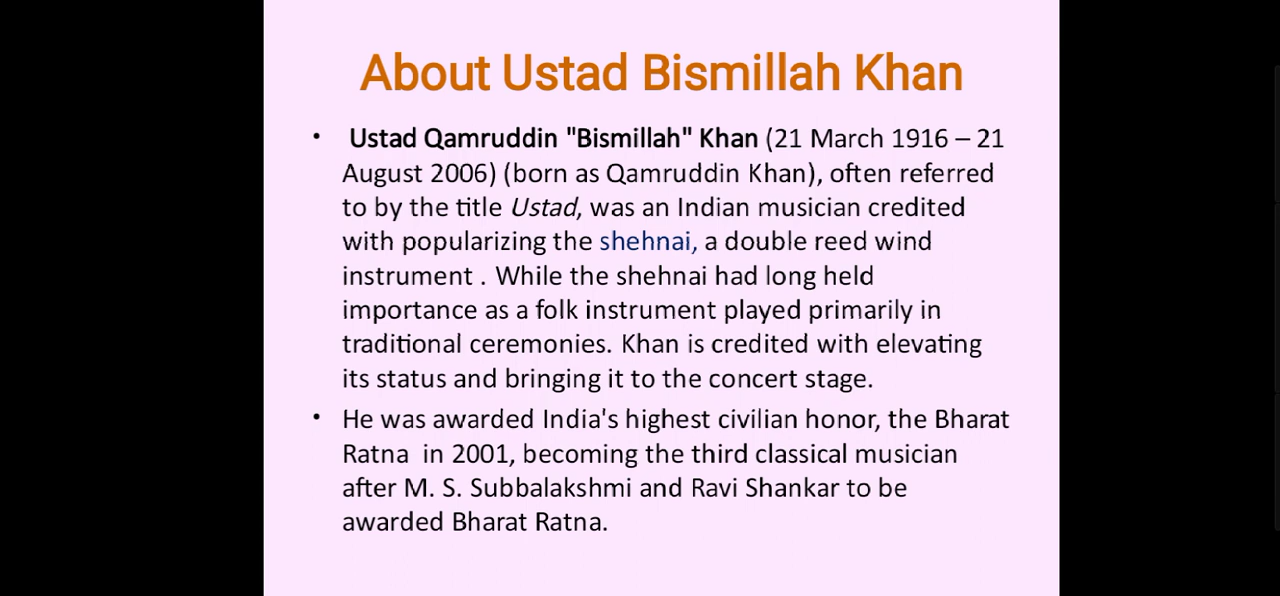 About Ustad Bismillah Khan
• Ustad Qamruddin "Bismillah" Khan (21 March 1916 – 21
August 2006) (born as Qamruddin Khan), often referred
to by the title Ustad, was an Indian musician credited
with popularizing the shehnai, a double reed wind
instrument . While the shehnai had long held
importance as a folk instrument played primarily in
traditional ceremonies. Khan is credited with elevating
its status and bringing it to the concert stage.
• He was awarded India's highest civilian honor, the Bharat
Ratna  in 2001, becoming the third classical musician
after M. S. Subbalakshmi and Ravi Shankar to be
awarded Bharat Ratna.